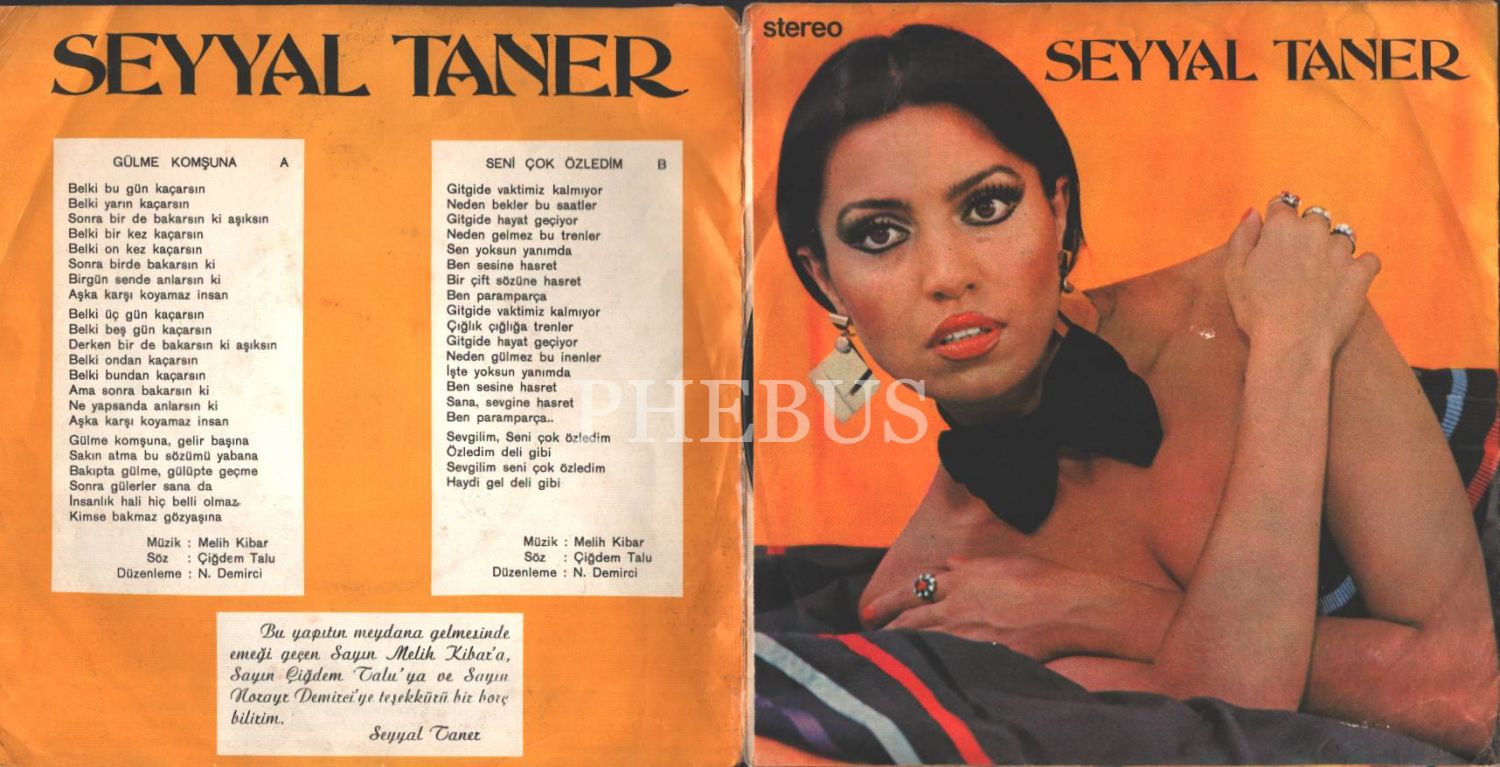 SEYYAL TANER
GÜLME KOMŞUNA A
Belki bu gün kaçarsın
Belki yarın kaçarsın
Sonra bir de bakarsın ki aşıksın
Belki bir kez kaçarsın
Belki on kez kaçarsın
Sonra birde bakarsın ki
Birgün sende anlarsın ki
Aşka karşı koyamaz insan
Belki üç gün kaçarsın
Belki beş gün kaçarsın
Derken bir de bakarsın ki aşıksın
Belki ondan kaçarsın
Belki bundan kaçarsın
Ama sonra bakarsın ki
Ne yapsanda anlarsın ki
Aşka karşı koyamaz insan
Gülme komşuna, gelir başına
Sakın atma bu sözümü yabana
Bakıpta gülme, gülüpte geçme
Sonra gülerler sana da
İnsanlık hali hiç belli olmaz
Kimse bakmaz gözyaşına
Müzik : Melih Kibar
Söz : Çiğdem Talu
Düzenleme : N. Demirci
SENİ ÇOK ÖZLEDİM B
Gitgide vaktimiz kalmıyor
Neden bekler bu saatler
Gitgide hayat geçiyor
Neden gelmez bu trenler
Sen yoksun yanımda
Ben sesine hasret
Bir çift sözüne hasret
Ben paramparça
Gitgide vaktimiz kalmıyor
Çığlık çığlığa trenler
Gitgide hayat geçiyor
Neden gülmez bu inenler
İşte yoksun yanımda
Ben sesine hasret
Sana, sevgine hasret
Ben paramparça..
Sevgilim, Seni çok özledim
Özledim deli gibi
Sevgilim seni çok özledim
Haydi gel deli gibi
Müzik : Melih Kibar
Söz : Çiğdem Talu
Düzenleme : N. Demirci
Bu yapıtın meydana gelmesinde
emeği geçen Sayın Melih Kibar'a,
Sayın Çiğdem Talu'ya ve Sayın
Norayr Demirci'ye teşekkürü bir borç
bilirim.
Seyyal Taner
stereo
SEYYAL TANER
PHEBUS